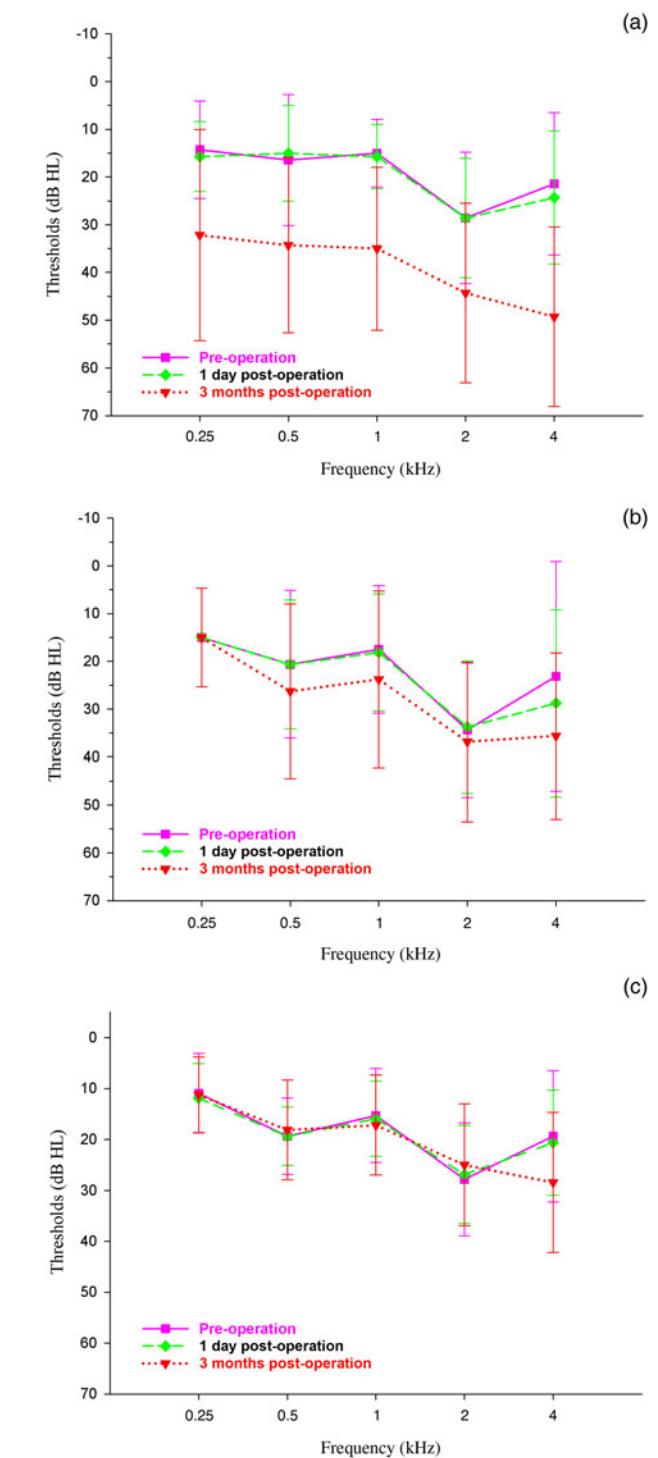 (a)
-10
0
10
20
30
40
50
60
70
Thresholds (dB HL)
Pre-operation
1 day post-operation
3 months post-operation
0.25 0.5 1 2 4
Frequency (kHz)
(b)
-10
0
10
20
30
40
50
60
70
Thresholds (dB HL)
Pre-operation
1 day post-operation
3 months post-operation
0.25 0.5 1 2 4
Frequency (kHz)
(c)
0
10
20
30
40
50
60
70
Thresholds (dB HL)
Pre-operation
1 day post-operation
3 months post-operation
0.25 0.5 1 2 4
Frequency (kHz)